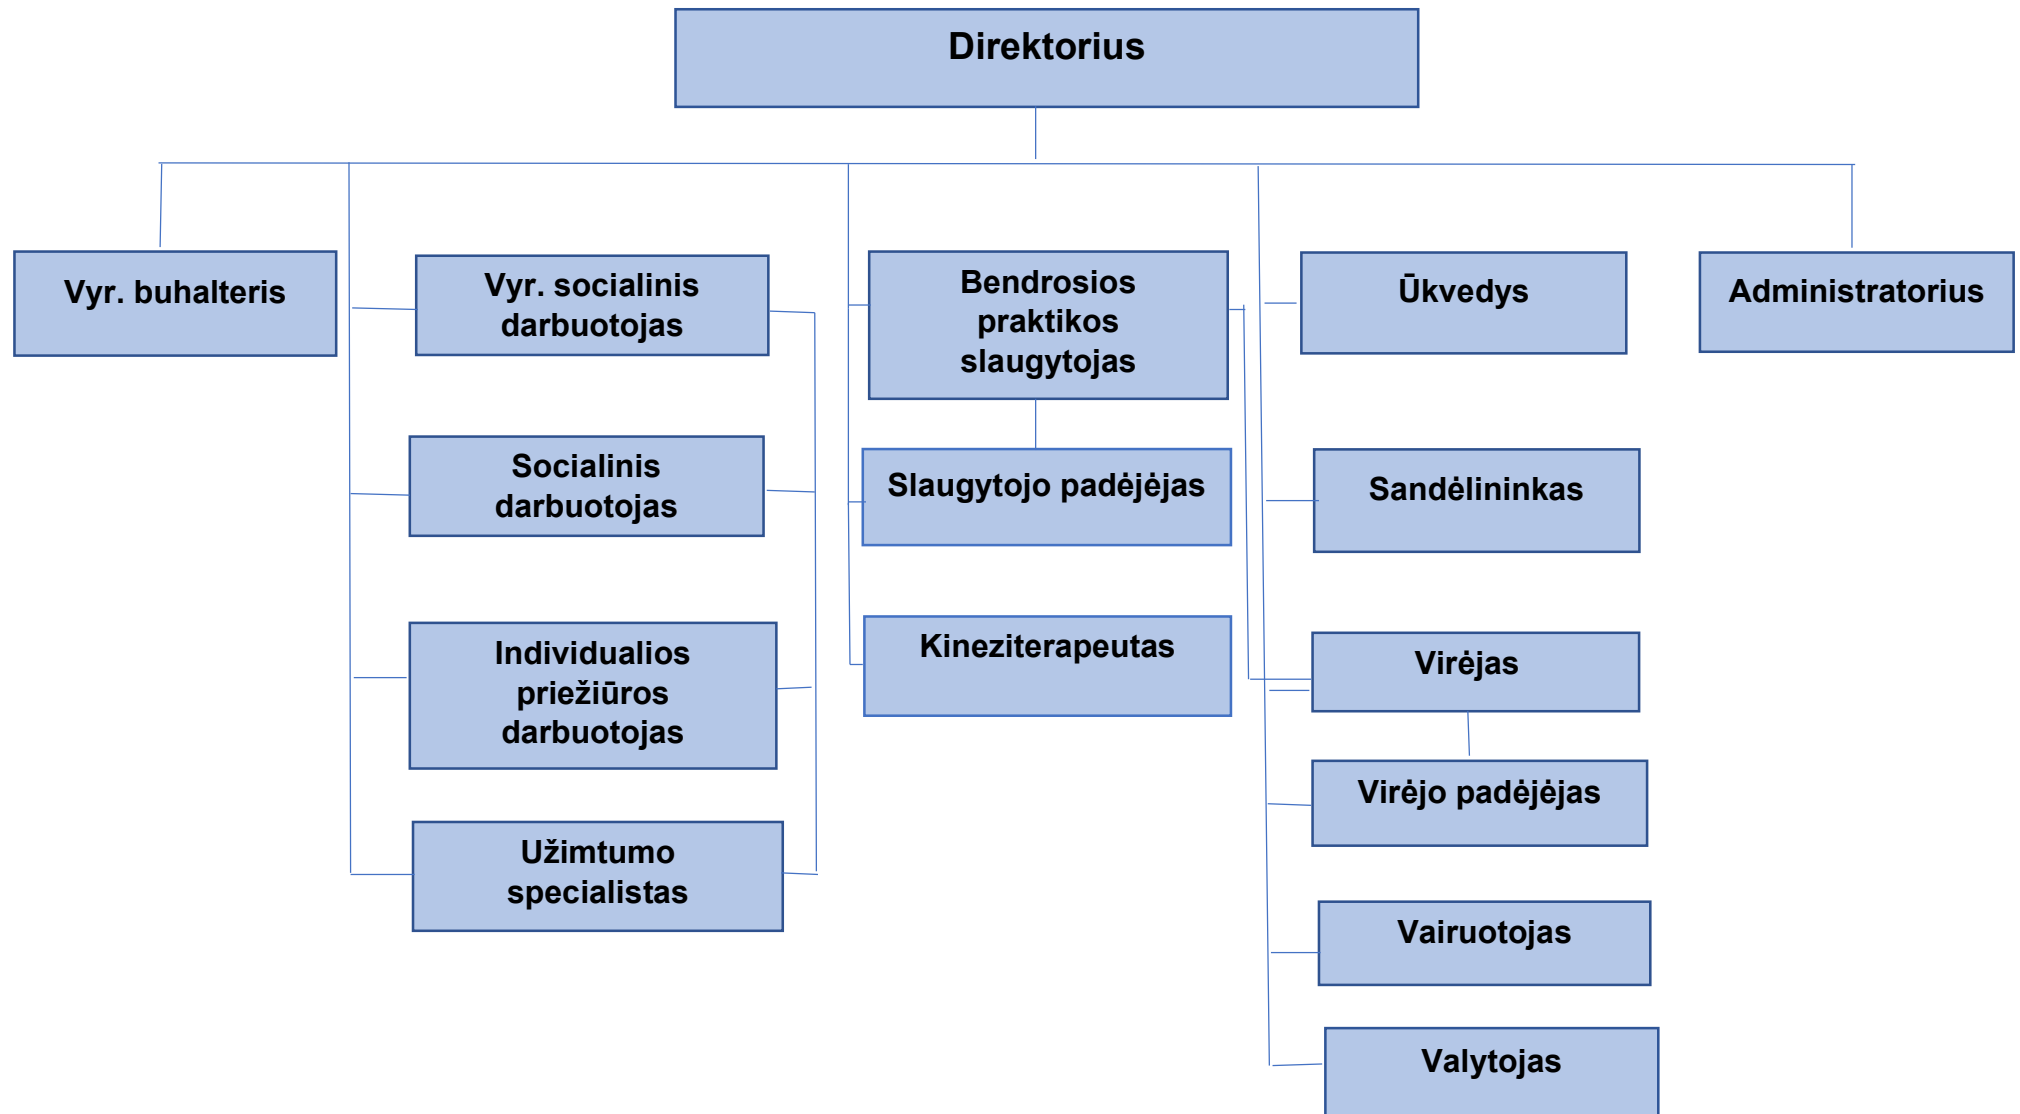 Direktorius
Vyr. buhalteris
Vyr. socialinis
darbuotojas
Bendrosios
praktikos
slaugytojas
Ūkvedys
Administratorius
Socialinis
darbuotojas
Slaugytojo padėjėjas
Sandėlininkas
Individualios
priežiūros
darbuotojas
Kineziterapeutas
Virėjas
Virėjo padėjėjas
Užimtumo
specialistas
Vairuotojas
Valytojas